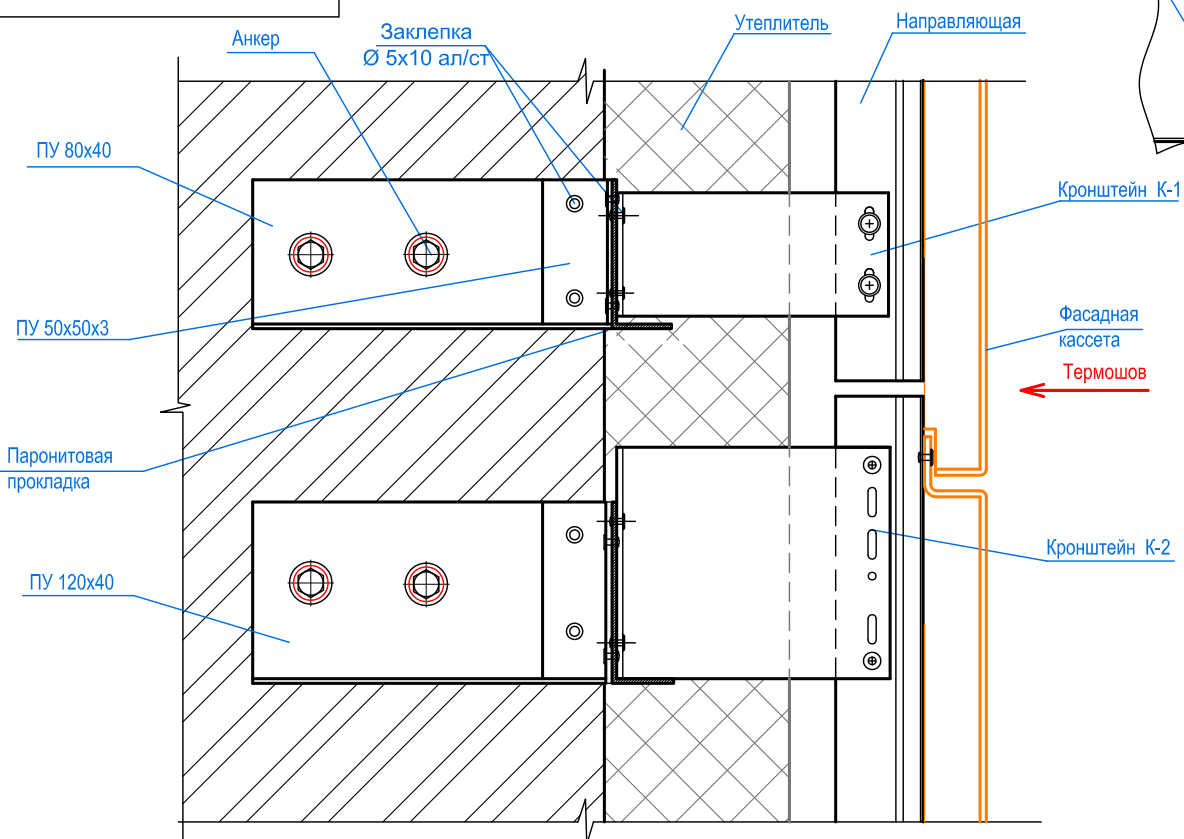 Анкер
Заклепка
Ø 5х10 ал/ст
Утеплитель
Направляющая
ПУ 80х40
Кронштейн К-1
ПУ 50х50х3
Фасадная
кассета
Термошов
Паронитовая
прокладка
Кронштейн К-2
ПУ 120х40